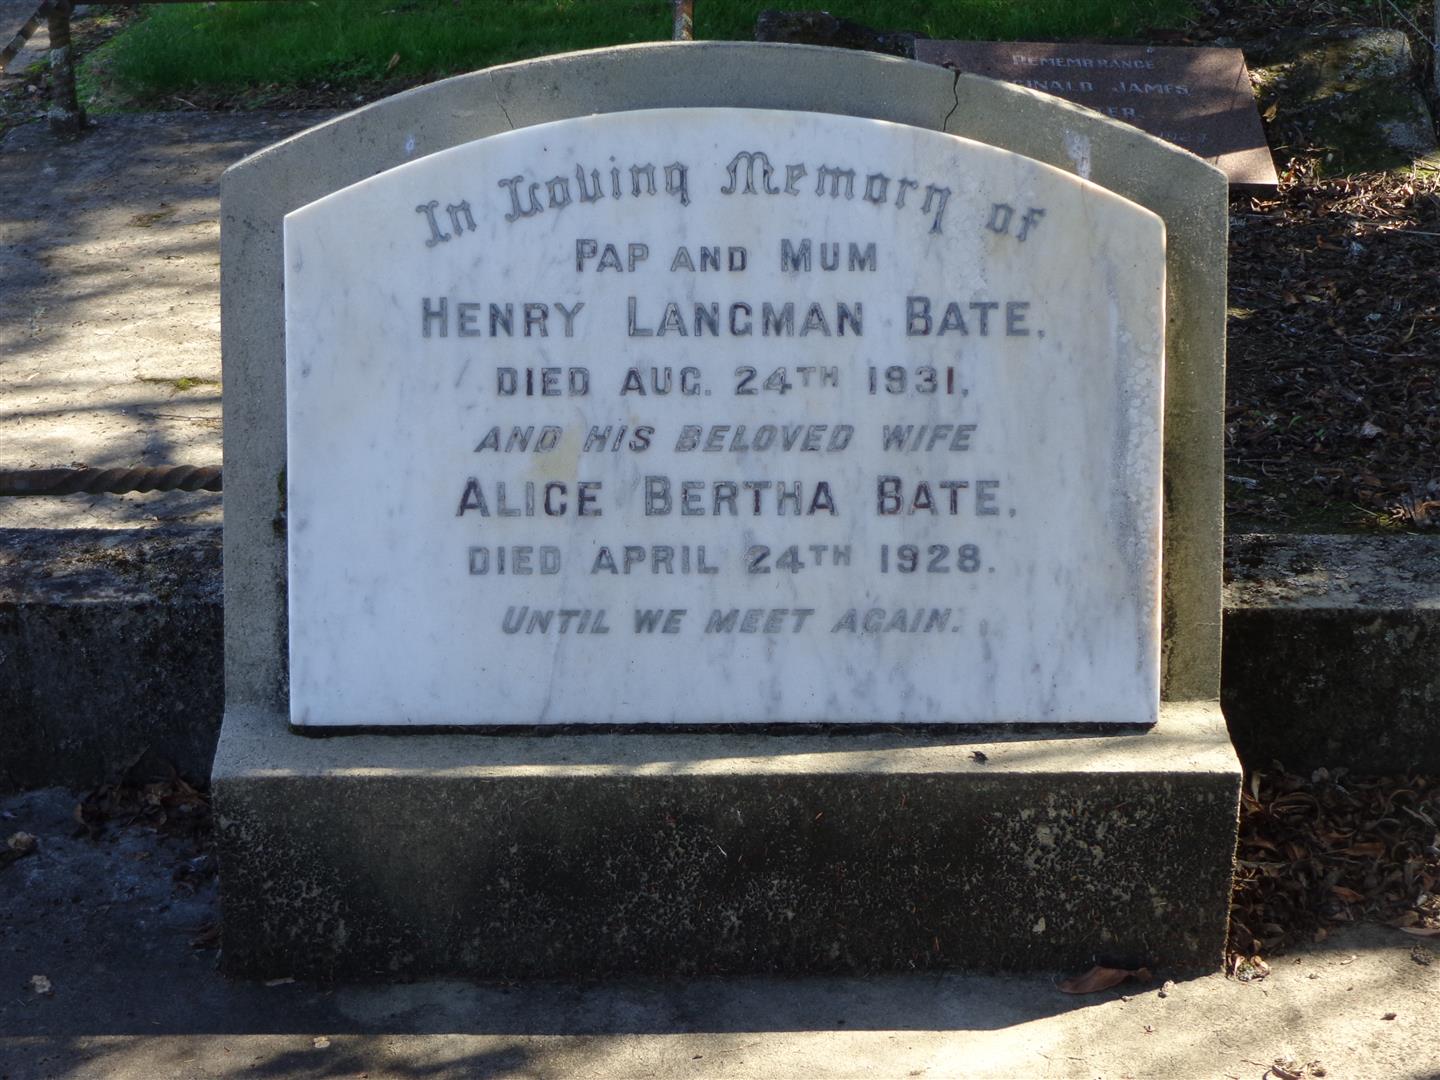 In Loving Memory of
PAP AND MUM
HENRY LANGMAN BATE,
DIED AUG. 24TH 1931,
AND HIS BELOVED WIFE
ALICE BERTHA BATE,
DIED APRIL 24TH 1928.
UNTIL WE MEET AGAIN.
REMEMBRANCE
JAMES